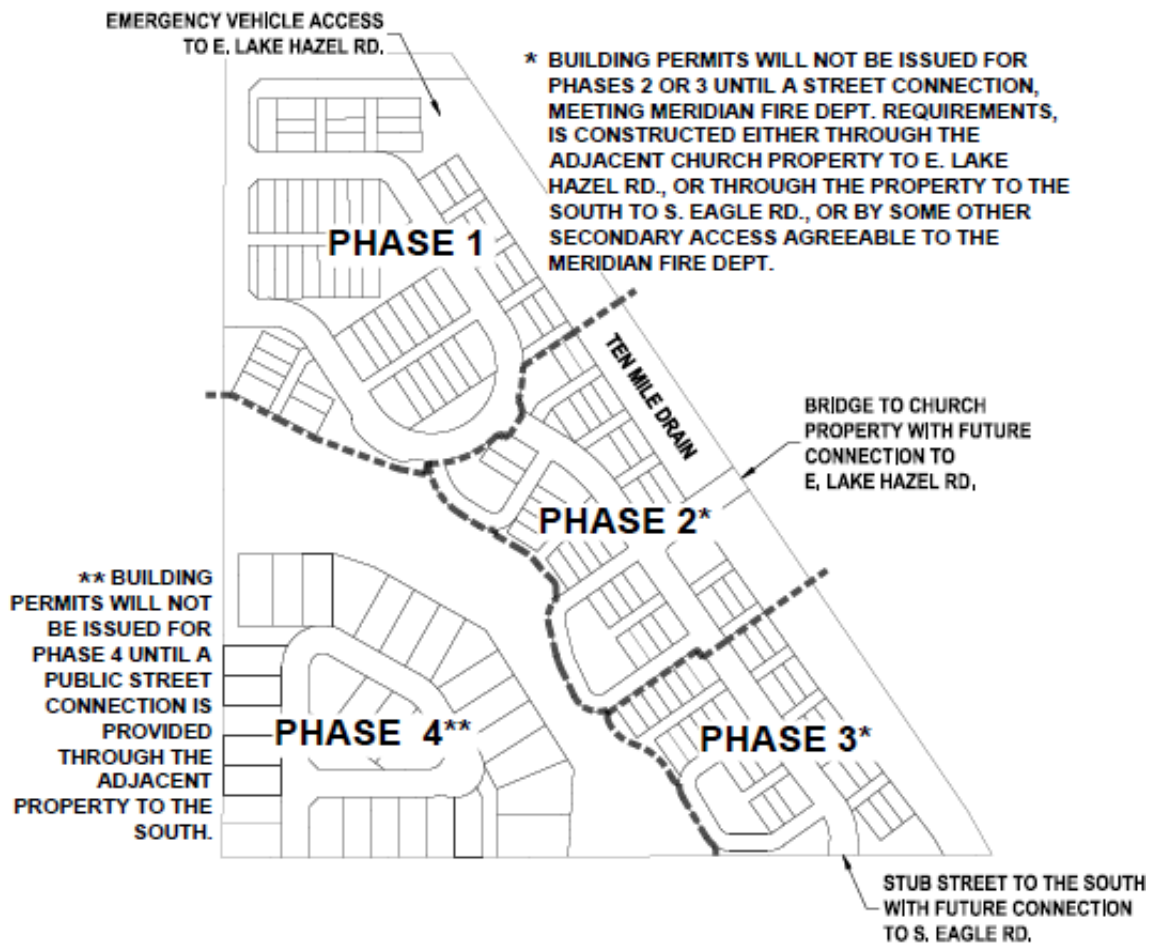 EMERGENCY VEHICLE ACCESS
TO E. LAKE HAZEL RD.
* BUILDING PERMITS WILL NOT BE ISSUED FOR
PHASES 2 OR 3 UNTIL A STREET CONNECTION,
MEETING MERIDIAN FIRE DEPT. REQUIREMENTS,
IS CONSTRUCTED EITHER THROUGH THE
ADJACENT CHURCH PROPERTY TO E. LAKE
HAZEL RD., OR THROUGH THE PROPERTY TO THE
SOUTH TO S. EAGLE RD., OR BY SOME OTHER
SECONDARY ACCESS AGREEABLE TO THE
MERIDIAN FIRE DEPT.
PHASE 1
TEN MILE DRAIN
BRIDGE TO CHURCH
PROPERTY WITH FUTURE
CONNECTION TO
E. LAKE HAZEL RD.
PHASE 2*
** BUILDING
PERMITS WILL NOT
BE ISSUED FOR
PHASE 4 UNTIL A
PUBLIC STREET
CONNECTION IS
PROVIDED
THROUGH THE
ADJACENT
PROPERTY TO THE
SOUTH.
PHASE 4**
PHASE 3*
STUB STREET TO THE SOUTH
WITH FUTURE CONNECTION
TO S. EAGLE RD.